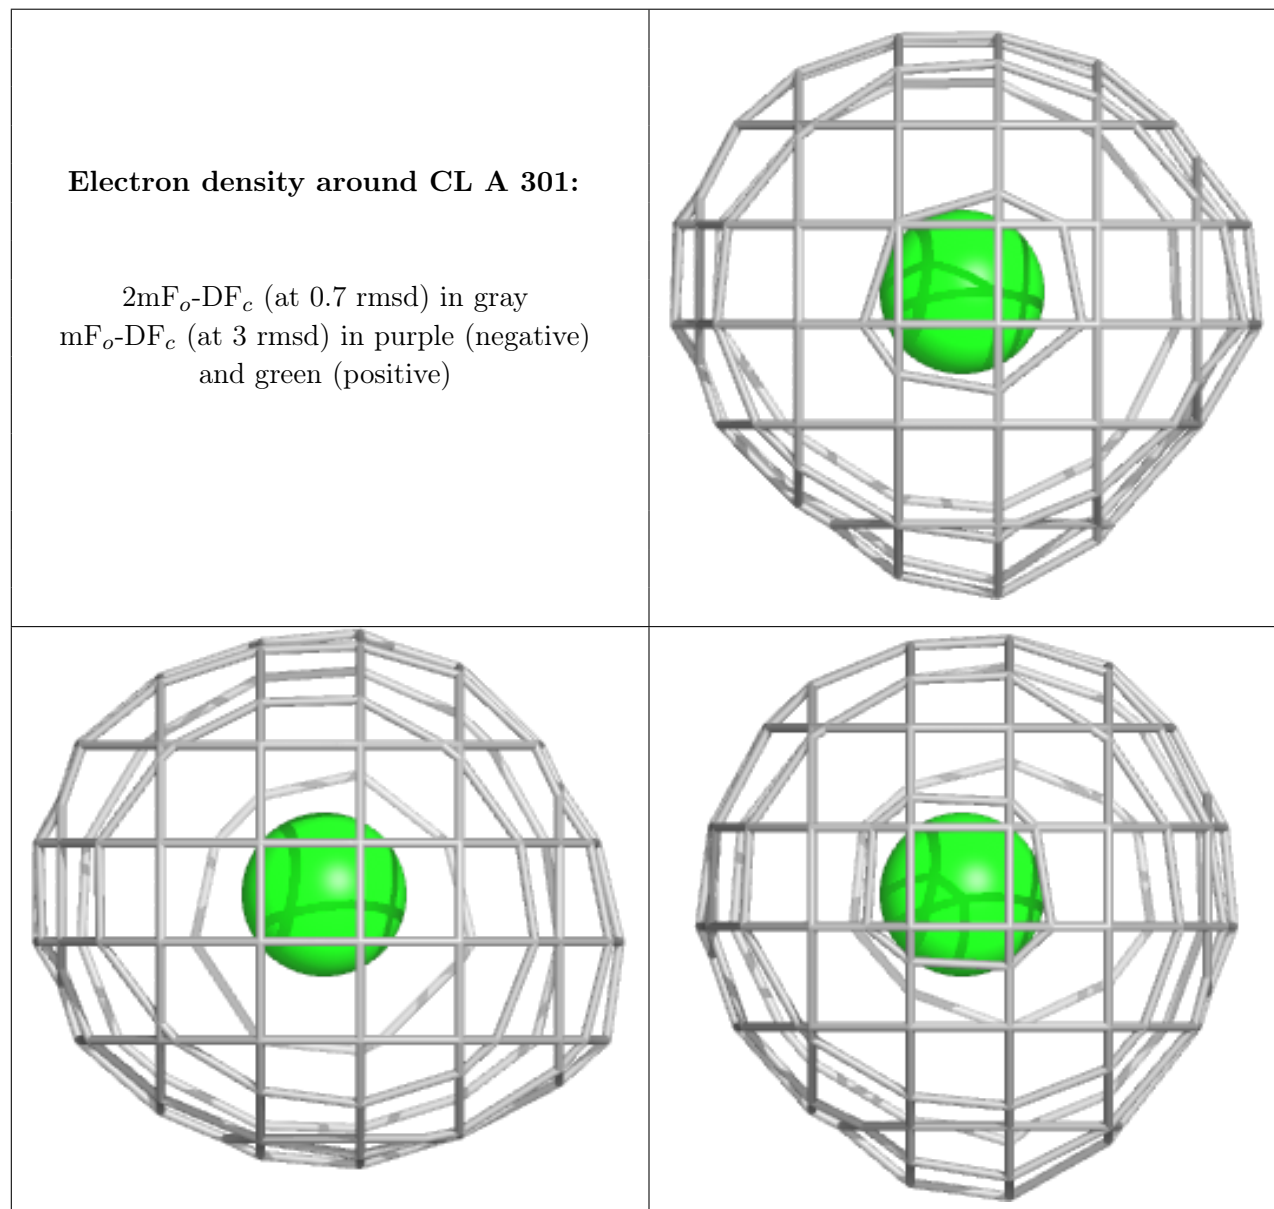 Electron density around CL A 301:
2mFo-DFc (at 0.7 rmsd) in gray
mFo-DFc (at 3 rmsd) in purple (negative)
and green (positive)